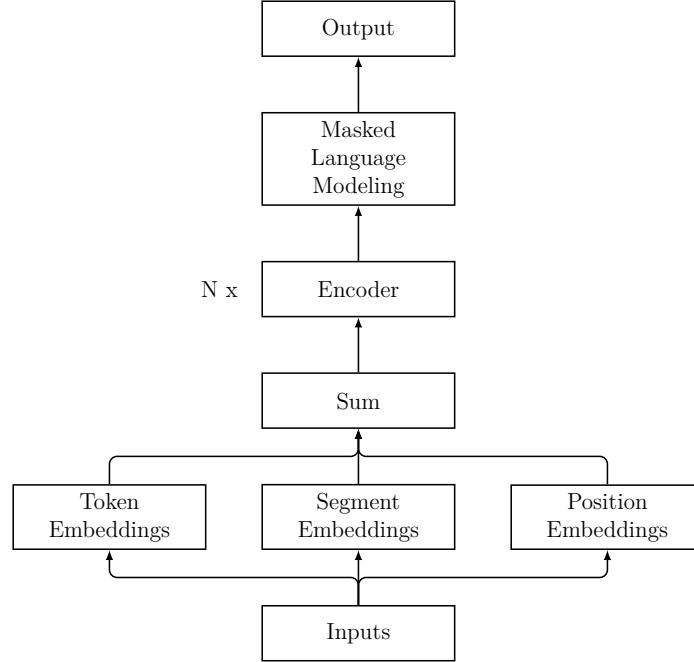 Output
Masked
Language
Modeling
N x
Encoder
Sum
Token
Embeddings
Segment
Embeddings
Position
Embeddings
Inputs